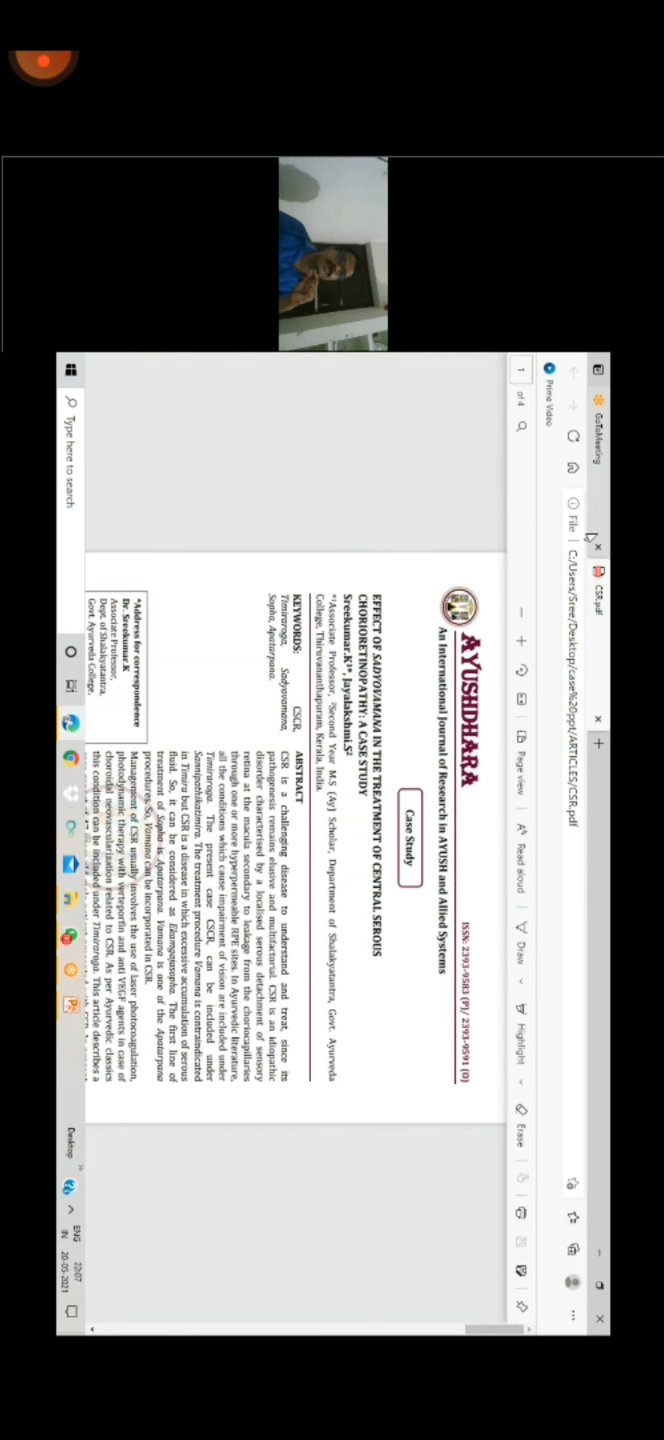 GoToMeeting
CSR.pdf
File
C:/Users/Sree/Desktop/case%20ppt/ARTICLES/CSR.pdf
Prime Video
1
of 4
Page view
Read aloud
Draw
Highlight
Erase
AYUSHDHARA
ISSN: 2393-9583 (P)/ 2393-9591 (O)
An International Journal of Research in AYUSH and Allied Systems
Case Study
EFFECT OF SADYOVAMANA IN THE TREATMENT OF CENTRAL SEROUS
CHORIORETINOPATHY: A CASE STUDY
Sreekumar.K1*, Jayalakshmi.S2
*1Associate Professor, 2Second Year M.S (Ay) Scholar, Department of Shalakyatantra, Govt. Ayurveda
College, Thiruvananthapuram, Kerala, India.
KEYWORDS: CSCR,
Timiraroga, Sadyovamana,
Sopha, Apatarpana.
*Address for correspondence
Dr. Sreekumar.K
Associate Professor,
Dept. of Shalakyatantra,
Govt. Ayurveda College,
ABSTRACT
CSR is a challenging disease to understand and treat, since its
pathogenesis remains elusive and multifactorial. CSR is an idiopathic
disorder characterised by a localised serous detachment of sensory
retina at the macula secondary to leakage from the choriocapillaries
through one or more hyperpermeable RPE sites. In Ayurvedic literature,
all the conditions which cause impairment of vision are included under
Timiraroga. The present case CSCR, can be included under
Sannipathikatimira. The treatment procedure Vamana is contraindicated
in Timira but CSR is a disease in which excessive accumulation of serous
fluid. So, it can be considered as Ekamgajasopha. The first line of
treatment of Sopha is Apatarpana. Vamana is one of the Apatarpana
procedures. So, Vamana can be incorporated in CSR.
Management of CSR usually involves the use of laser photocoagulation,
photodynamic therapy with verteporfin and anti VEGF agents in case of
choroidal neovascularization related to CSR. As per Ayurvedic classics
this condition can be included under Timiraroga. This article describes a
Type here to search
Desktop
ENG
IN
22:07
20-05-2021